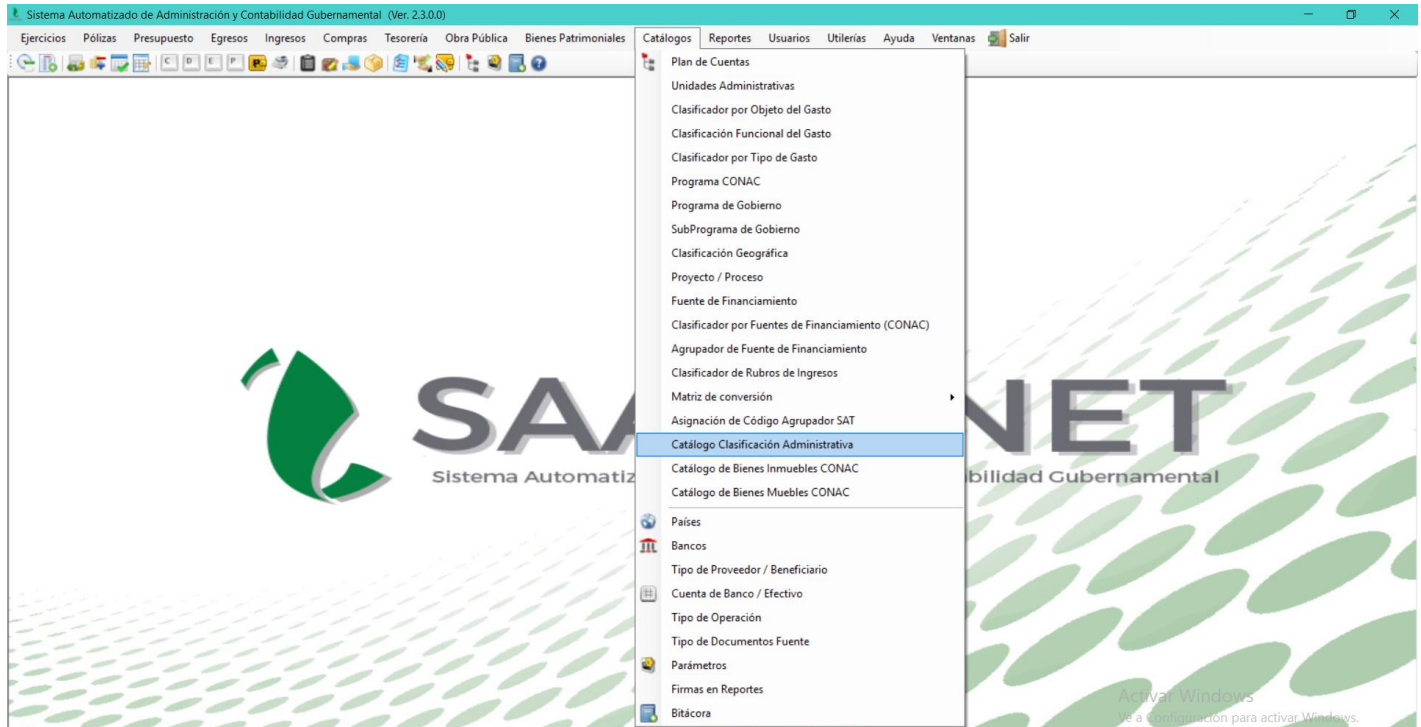 Sistema Automatizado de Administración y Contabilidad Gubernamental (Ver. 2.3.0.0)
Ejercicios Pólizas Presupuesto Egresos Ingresos Compras Tesorería Obra Pública Bienes Patrimoniales Catálogos Reportes Usuarios Utilerías Ayuda Ventanas Salir
C D E P P
Plan de Cuentas
Unidades Administrativas
Clasificador por Objeto del Gasto
Clasificación Funcional del Gasto
Clasificador por Tipo de Gasto
Programa CONAC
Programa de Gobierno
SubPrograma de Gobierno
Clasificación Geográfica
Proyecto / Proceso
Fuente de Financiamiento
Clasificador por Fuentes de Financiamiento (CONAC)
Agrupador de Fuente de Financiamiento
Clasificador de Rubros de Ingresos
Matriz de conversión
Asignación de Código Agrupador SAT
Catálogo Clasificación Administrativa
Catálogo de Bienes Inmuebles CONAC
Catálogo de Bienes Muebles CONAC
Países
Bancos
Tipo de Proveedor / Beneficiario
Cuenta de Banco / Efectivo
Tipo de Operación
Tipo de Documentos Fuente
Parámetros
Firmas en Reportes
Bitácora
SAA NET
Sistema Automatiz bilidad Gubernamental
Activar Windows
Ve a Configuración para activar Windows.